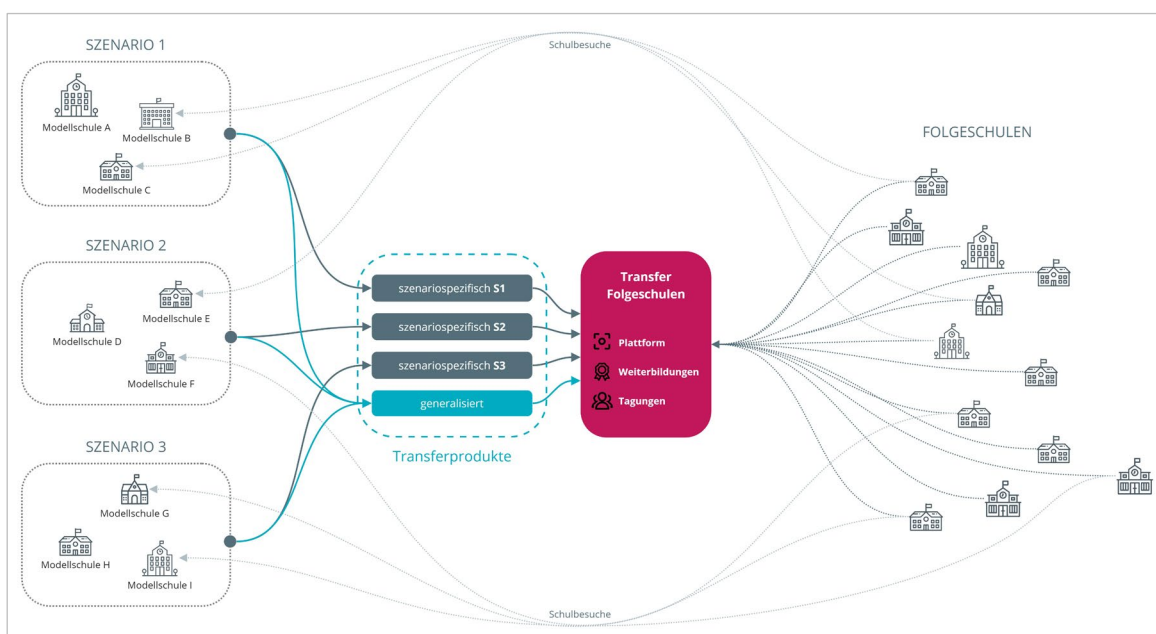 Schulbesuche
SZENARIO 1
Modellschule A
Modellschule B
Modellschule C
SZENARIO 2
Modellschule E
Modellschule D
Modellschule F
SZENARIO 3
Modellschule G
Modellschule H
Modellschule I
szenariospezifisch S1
szenariospezifisch S2
szenariospezifisch S3
generalisiert
Transferprodukte
Transfer
Folgeschulen
Plattform
Weiterbildungen
Tagungen
FOLGESCHULEN
Schulbesuche